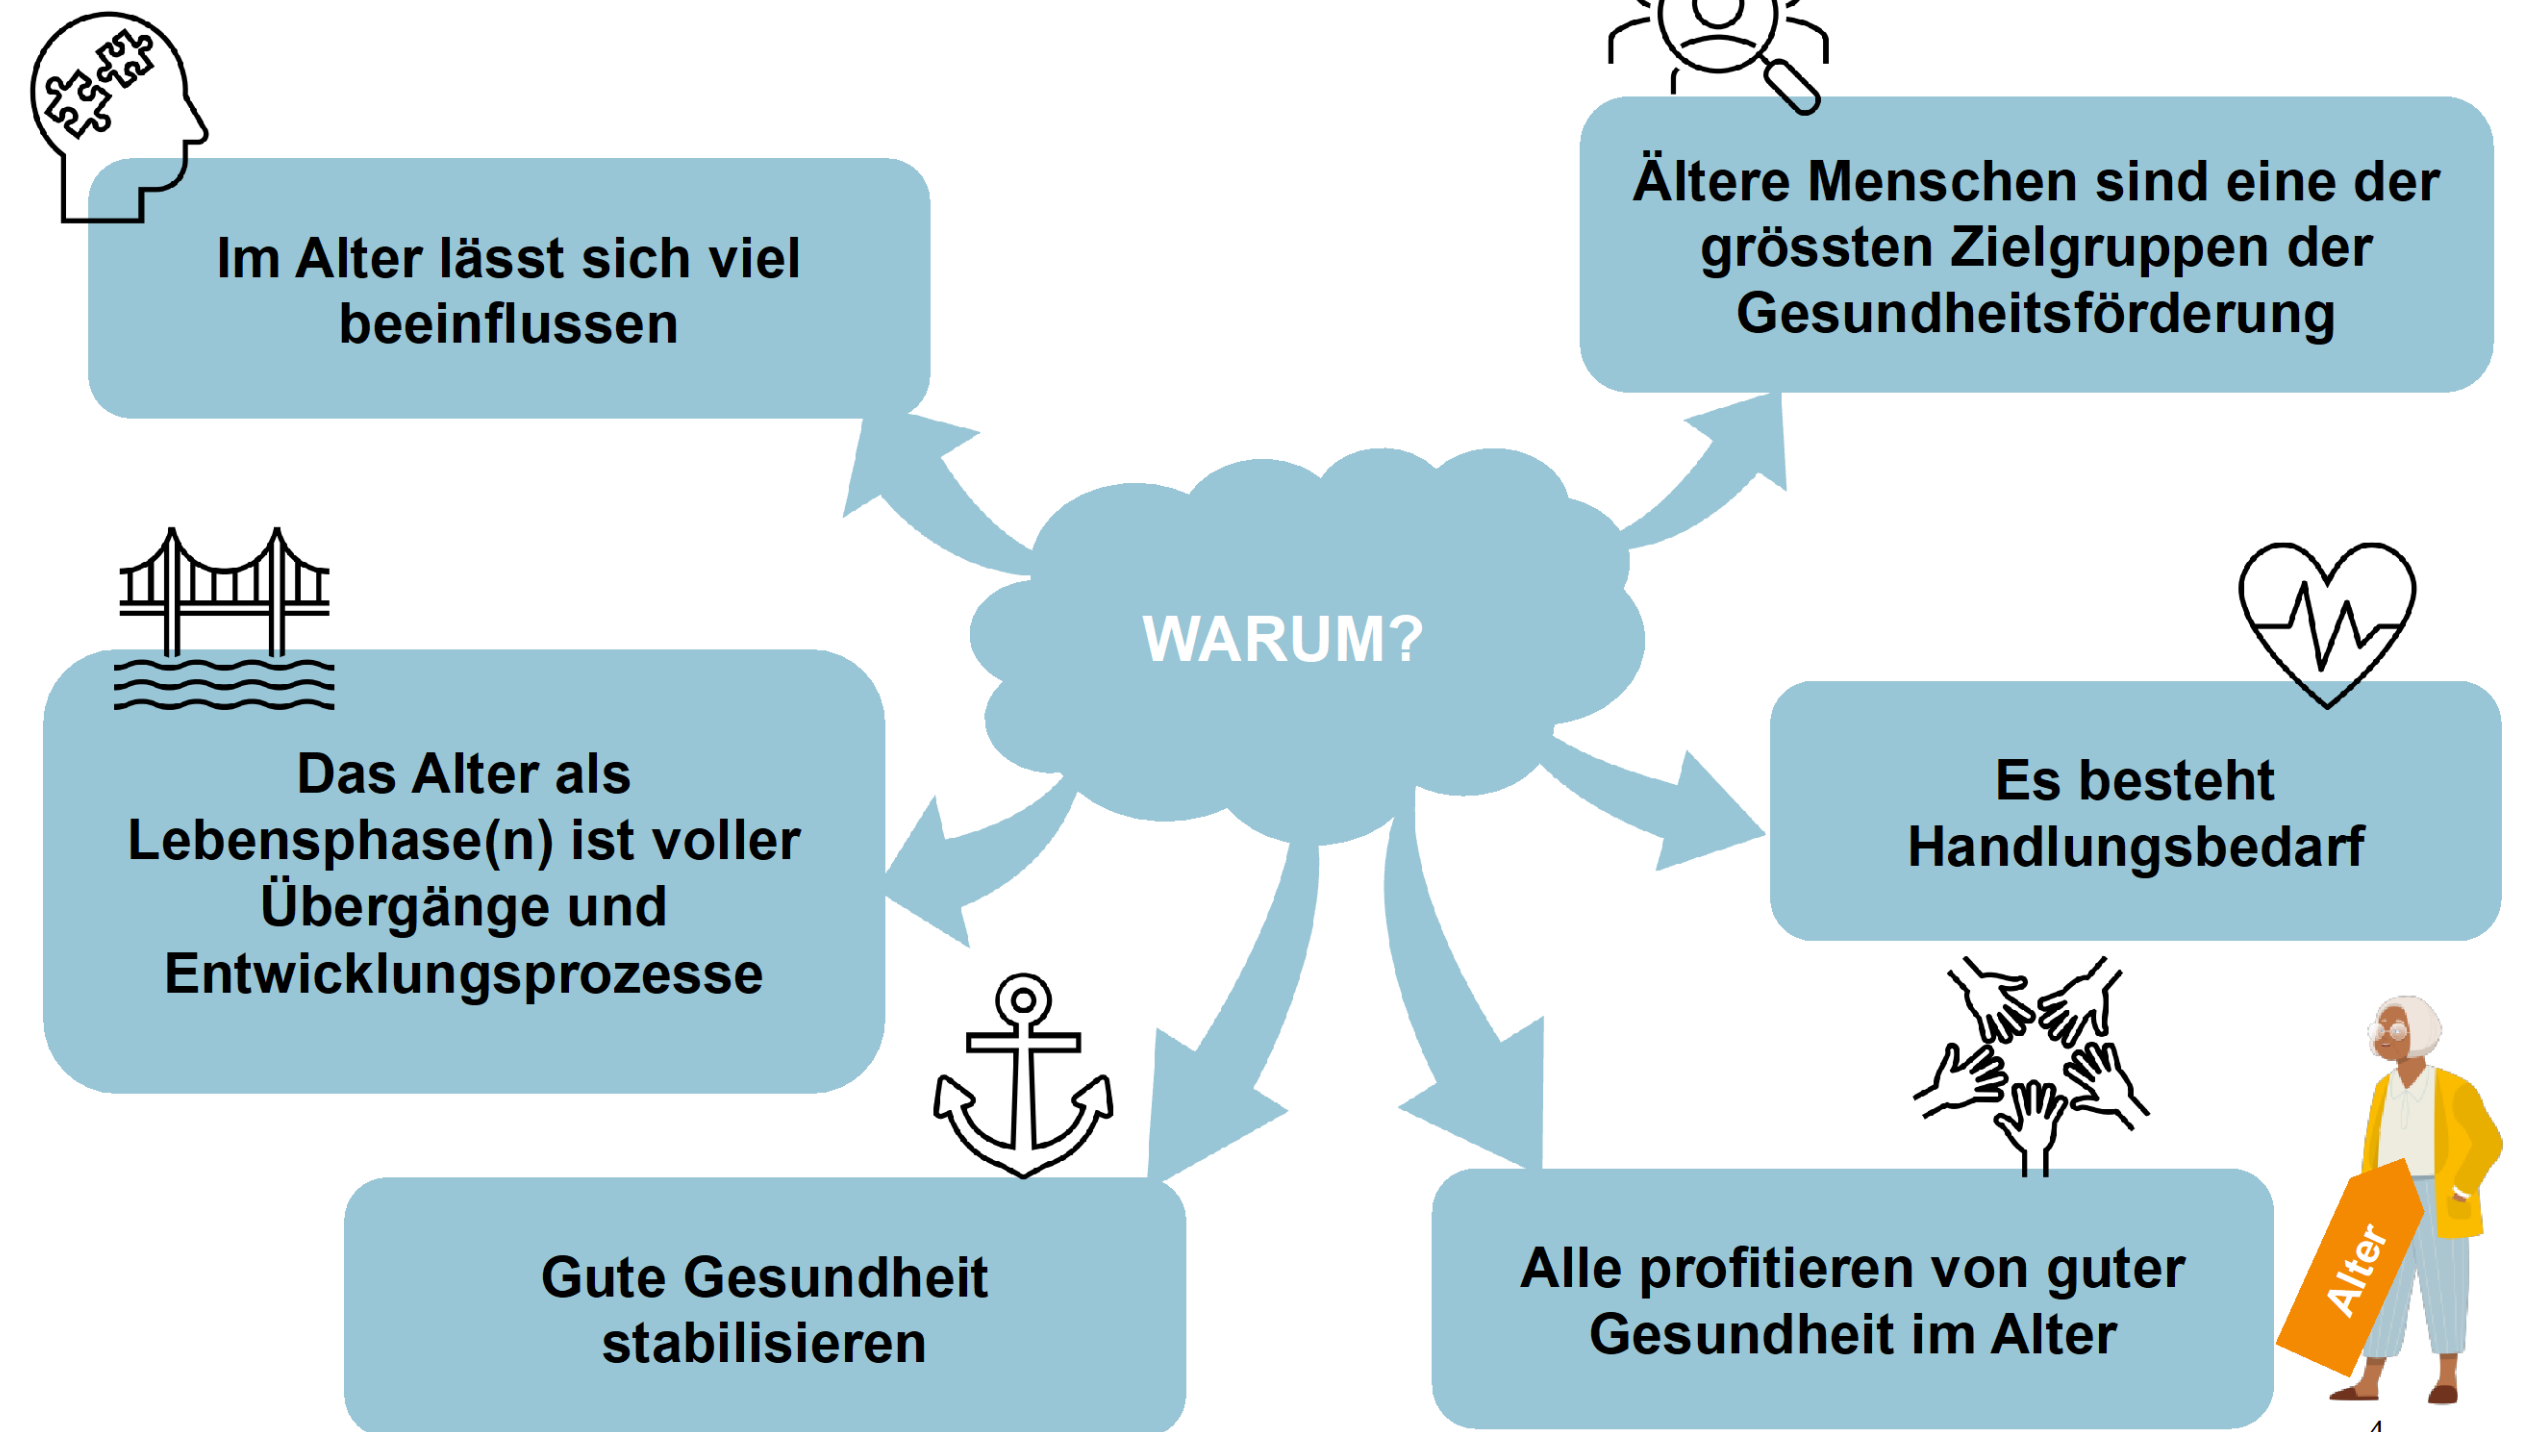 Im Alter lässt sich viel
beeinflussen
Ältere Menschen sind eine der
grössten Zielgruppen der
Gesundheitsförderung
WARUM?
Das Alter als
Lebensphase(n) ist voller
Übergänge und
Entwicklungsprozesse
Es besteht
Handlungsbedarf
Gute Gesundheit
stabilisieren
Alle profitieren von guter
Gesundheit im Alter
Alter